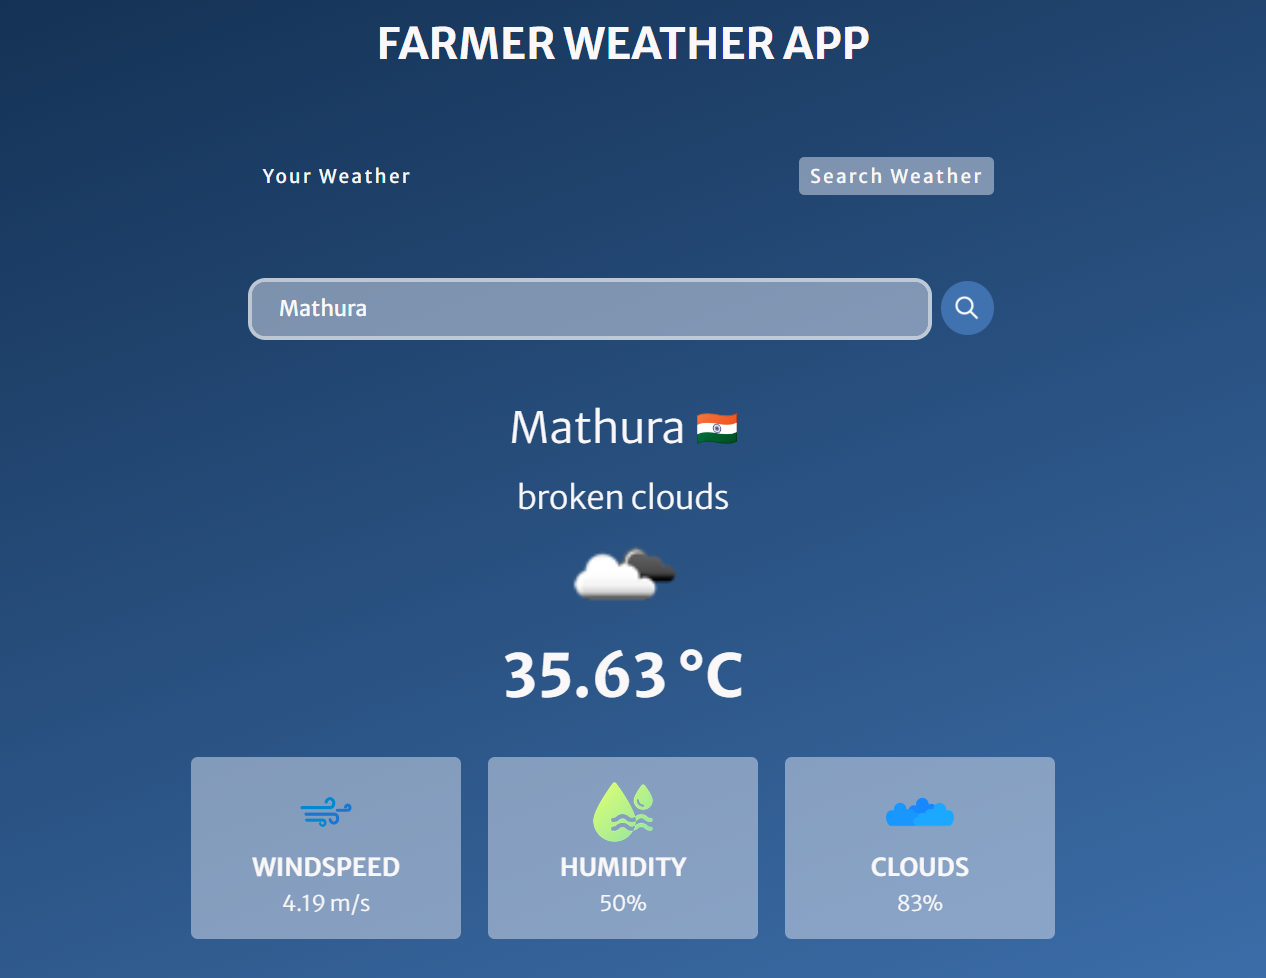 FARMER WEATHER APP
Your Weather
Search Weather
Mathura
Mathura
broken clouds
35.63 °C
WINDSPEED
4.19 m/s
HUMIDITY
50%
CLOUDS
83%